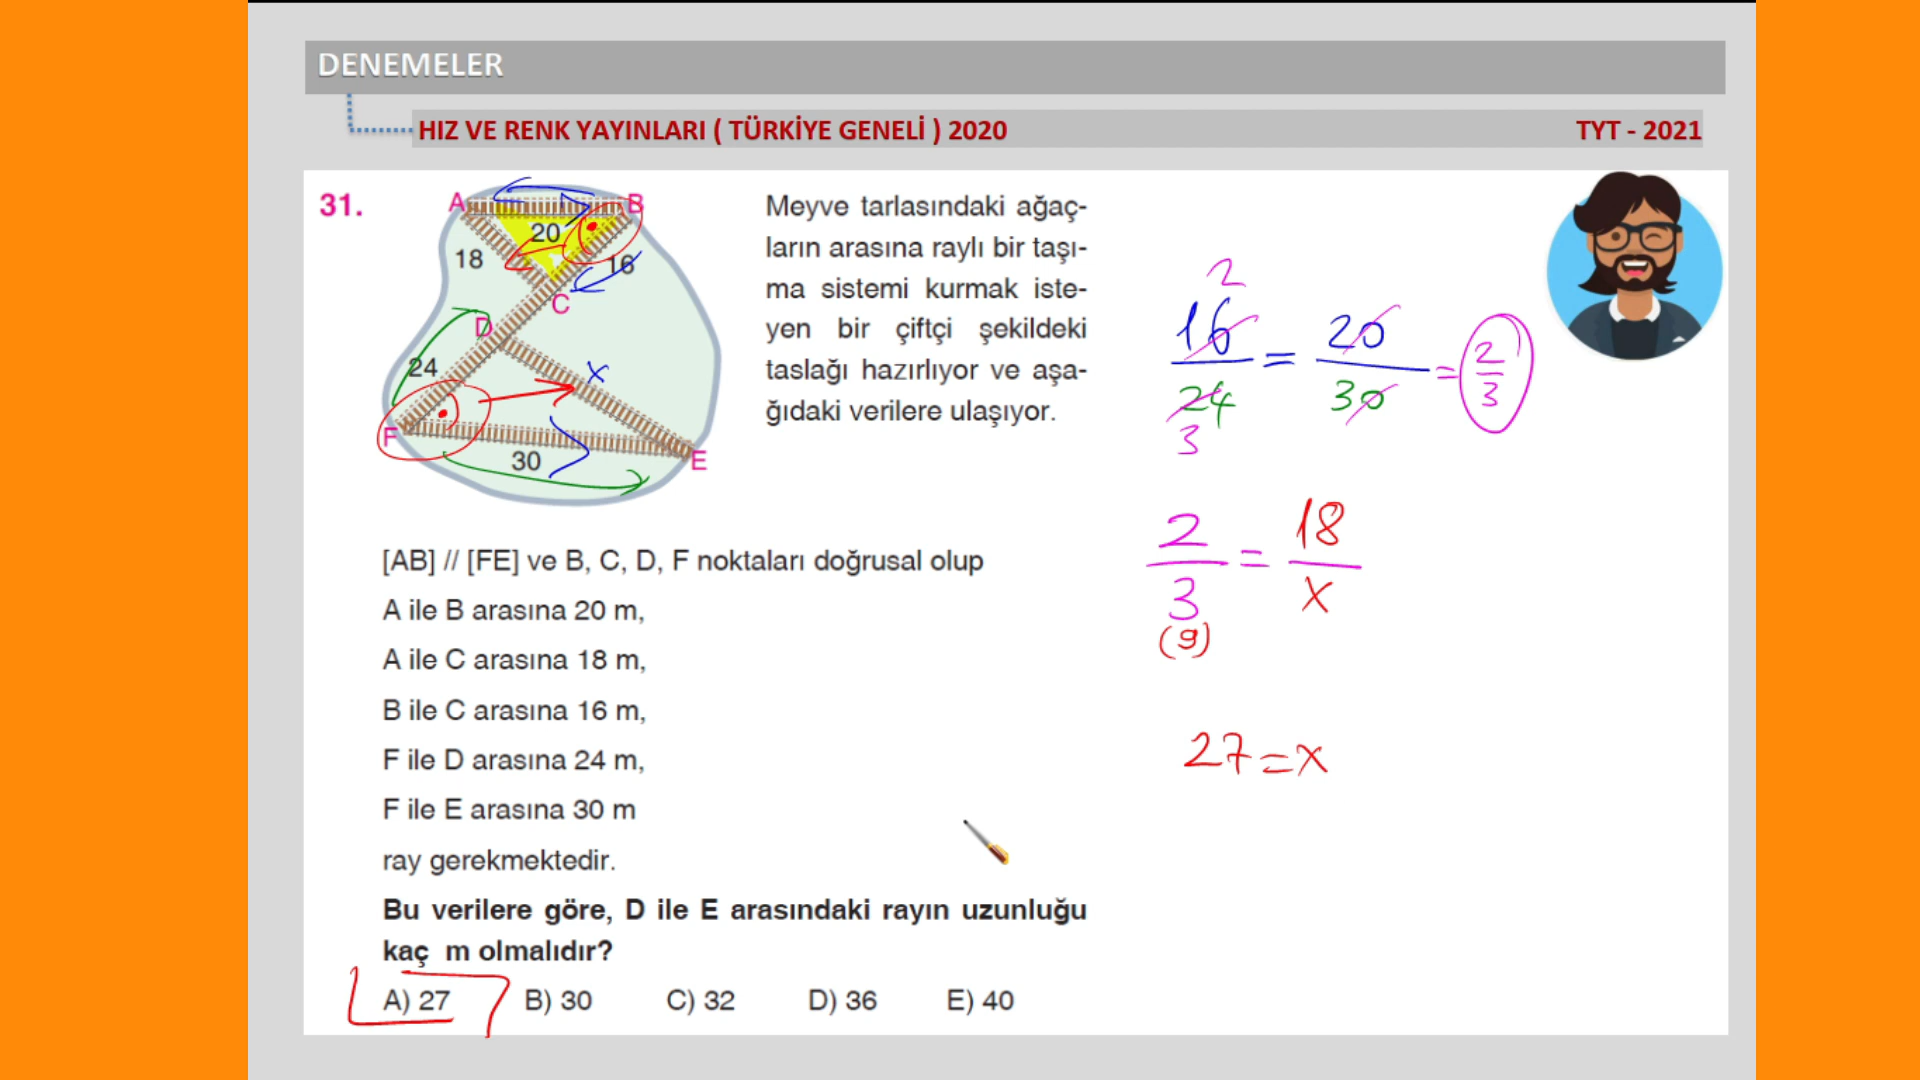 DENEMELER
HIZ VE RENK YAYINLARI ( TÜRKİYE GENELİ ) 2020
TYT - 2021
31.
A
B
20
18
16
C
D
24
x
F
30
E
Meyve tarlasındaki ağaç-
ların arasına raylı bir taşı-
ma sistemi kurmak iste-
yen bir çiftçi şekildeki
taslağı hazırlıyor ve aşa-
ğıdaki verilere ulaşıyor.
[AB] // [FE] ve B, C, D, F noktaları doğrusal olup
A ile B arasına 20 m,
A ile C arasına 18 m,
B ile C arasına 16 m,
F ile D arasına 24 m,
F ile E arasına 30 m
ray gerekmektedir.
Bu verilere göre, D ile E arasındaki rayın uzunluğu
kaç m olmalıdır?
A) 27 B) 30 C) 32 D) 36 E) 40
2
16 = 20 = 2
24 30 3
3
2 = 18
3 x
(9)
27 = x